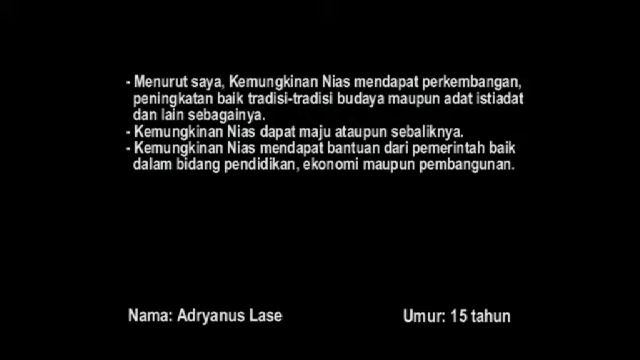 - Menurut saya, Kemungkinan Nias mendapat perkembangan,
peningkatan baik tradisi-tradisi budaya maupun adat istiadat
dan lain sebagainya.
- Kemungkinan Nias dapat maju ataupun sebaliknya.
- Kemungkinan Nias mendapat bantuan dari pemerintah baik
dalam bidang pendidikan, ekonomi maupun pembangunan.
Nama: Adryanus Lase Umur: 15 tahun